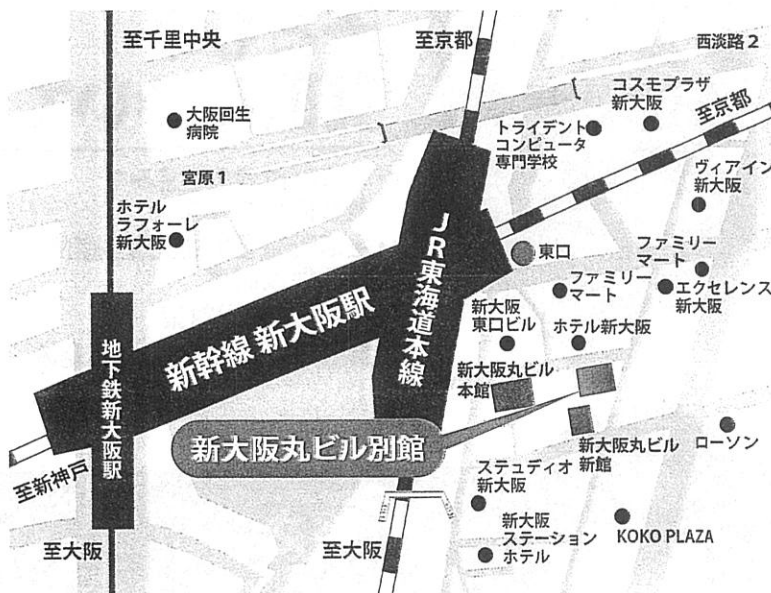 至千里中央
至京都
西淡路2
大阪回生
病院
コスモプラザ
新大阪
至京都
トライデント
コンピュータ
専門学校
宮原1
ヴィアイン
新大阪
ホテル
ラフォーレ
新大阪
JR東海道本線
東口
ファミリー
マート
ファミリー
マート
エクセレンス
新大阪
新幹線 新大阪駅
新大阪
東口ビル
ホテル新大阪
地下鉄新大阪駅
新大阪丸ビル
本館
新大阪丸ビル別館
新大阪丸ビル
新館
ローソン
至新神戸
ステュディオ
新大阪
新大阪
ステーション
ホテル
KOKO PLAZA
至大阪
至大阪